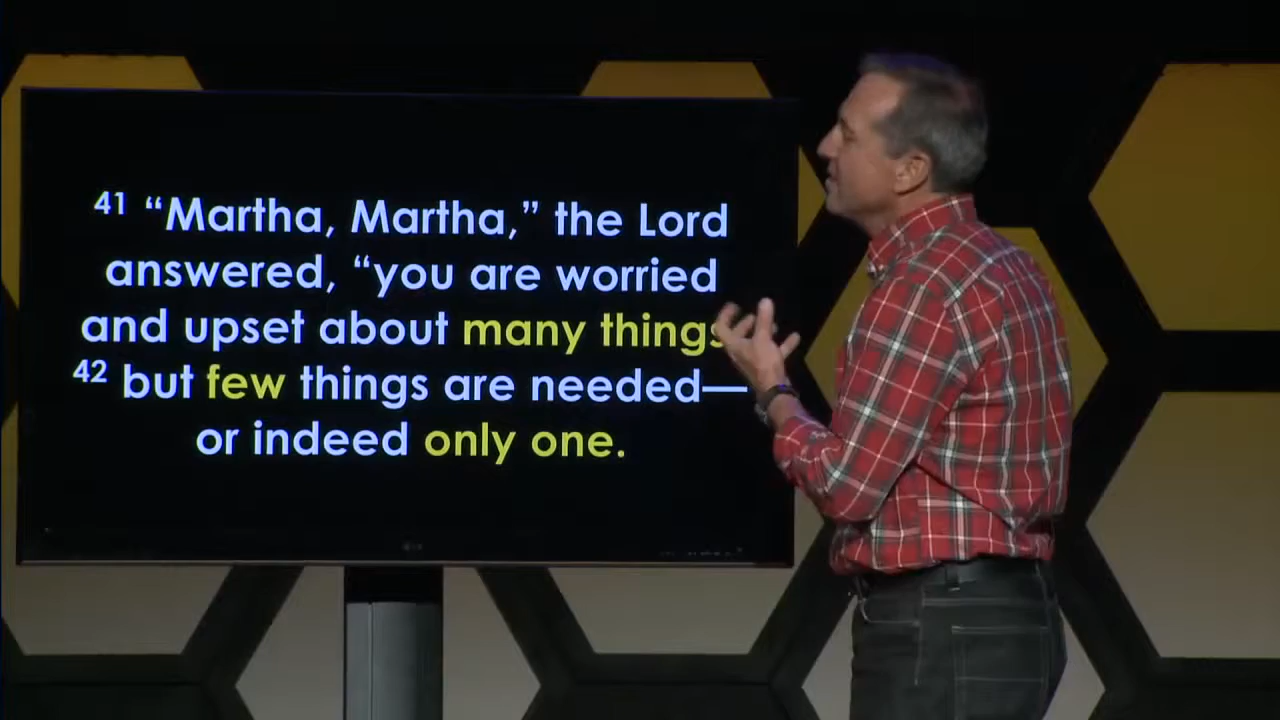 41 “Martha, Martha,” the Lord
answered, “you are worried
and upset about many things
42 but few things are needed—
or indeed only one.
LG